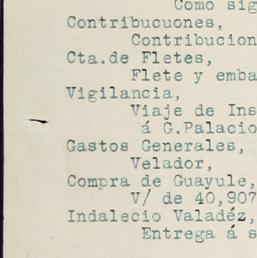 Como sig
Contribucuones,
Contribucion
Cta.de Fletes,
Flete y emba
Vigilancia,
Viaje de Ins
á G.Palacio
Gastos Generales,
Velador,
Compra de Guayule,
V/ de 40,907
Indalecio Valadéz,
Entrega á s